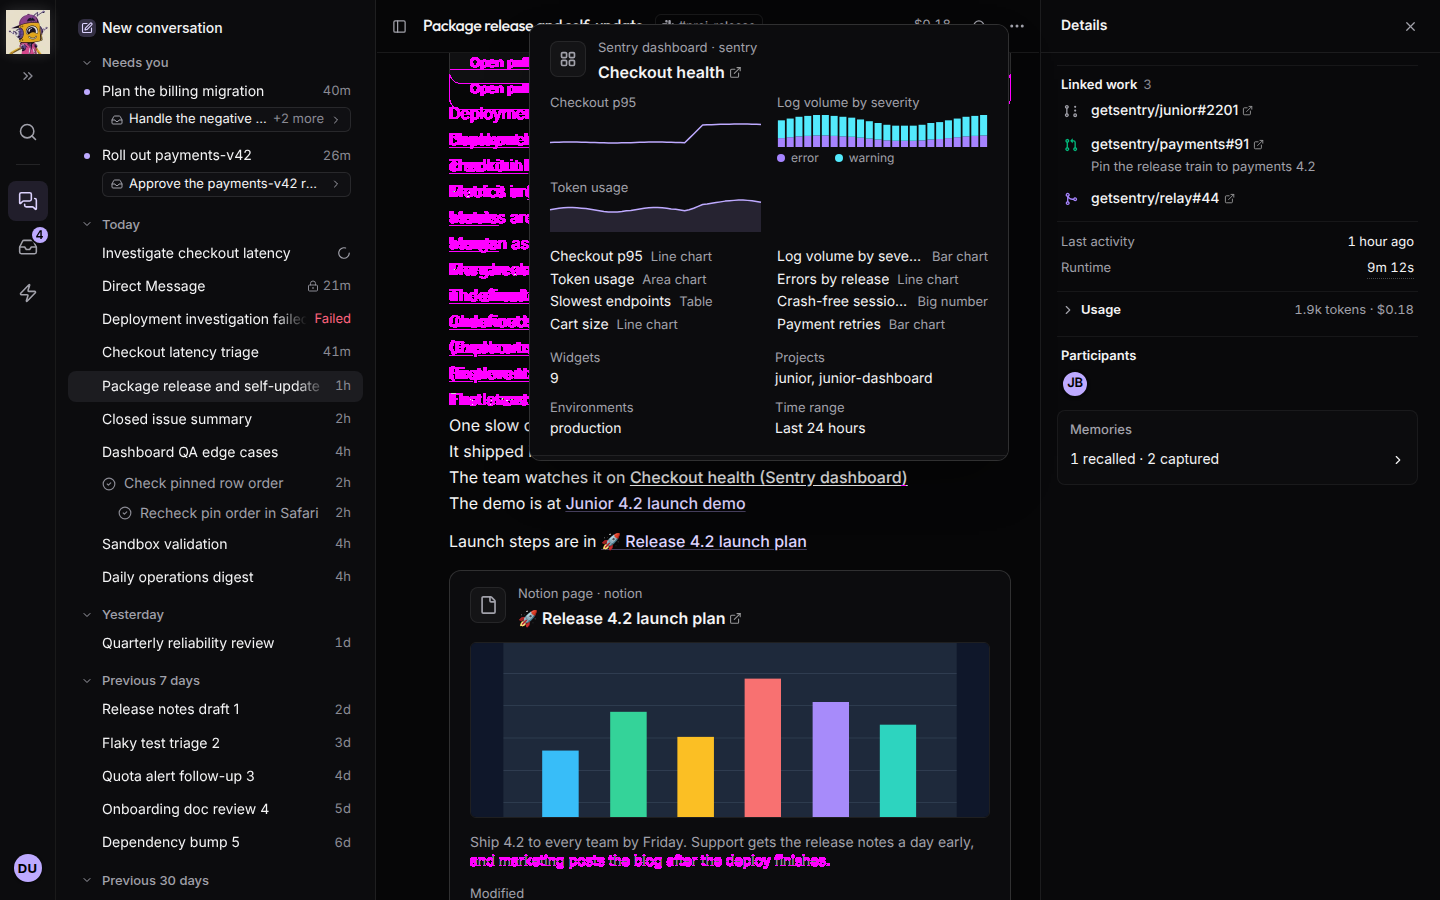 New conversation
Needs you
Plan the billing migration 40m
Handle the negative ... +2 more
Roll out payments-v42 26m
Approve the payments-v42 r...
Today
Investigate checkout latency
4
Direct Message 21m
Deployment investigation failed Failed
Checkout latency triage 41m
Package release and self-update 1h
Closed issue summary 2h
Dashboard QA edge cases 4h
Check pinned row order 2h
Recheck pin order in Safari 2h
Sandbox validation 4h
Daily operations digest 4h
Yesterday
Quarterly reliability review 1d
Previous 7 days
Release notes draft 1 2d
Flaky test triage 2 3d
Quota alert follow-up 3 4d
Onboarding doc review 4 5d
Dependency bump 5 6d
Previous 30 days
DU
Package release and self-update
Sentry dashboard · sentry
Checkout health
Checkout p95
Log volume by severity
error warning
Token usage
Checkout p95 Line chart
Log volume by seve... Bar chart
Token usage Area chart
Errors by release Line chart
Slowest endpoints Table
Crash-free sessio... Big number
Cart size Line chart
Payment retries Bar chart
Widgets
9
Projects
junior, junior-dashboard
Environments
production
Time range
Last 24 hours
One slow
It shipped
The team watches it on Checkout health (Sentry dashboard)
The demo is at Junior 4.2 launch demo
Launch steps are in 🚀 Release 4.2 launch plan
Notion page · notion
🚀 Release 4.2 launch plan
Ship 4.2 to every team by Friday. Support gets the release notes a day early,
and marketing posts the blog after the deploy finishes.
Modified
Details
Linked work 3
getsentry/junior#2201
getsentry/payments#91
Pin the release train to payments 4.2
getsentry/relay#44
Last activity 1 hour ago
Runtime 9m 12s
Usage 1.9k tokens · $0.18
Participants
JB
Memories
1 recalled · 2 captured